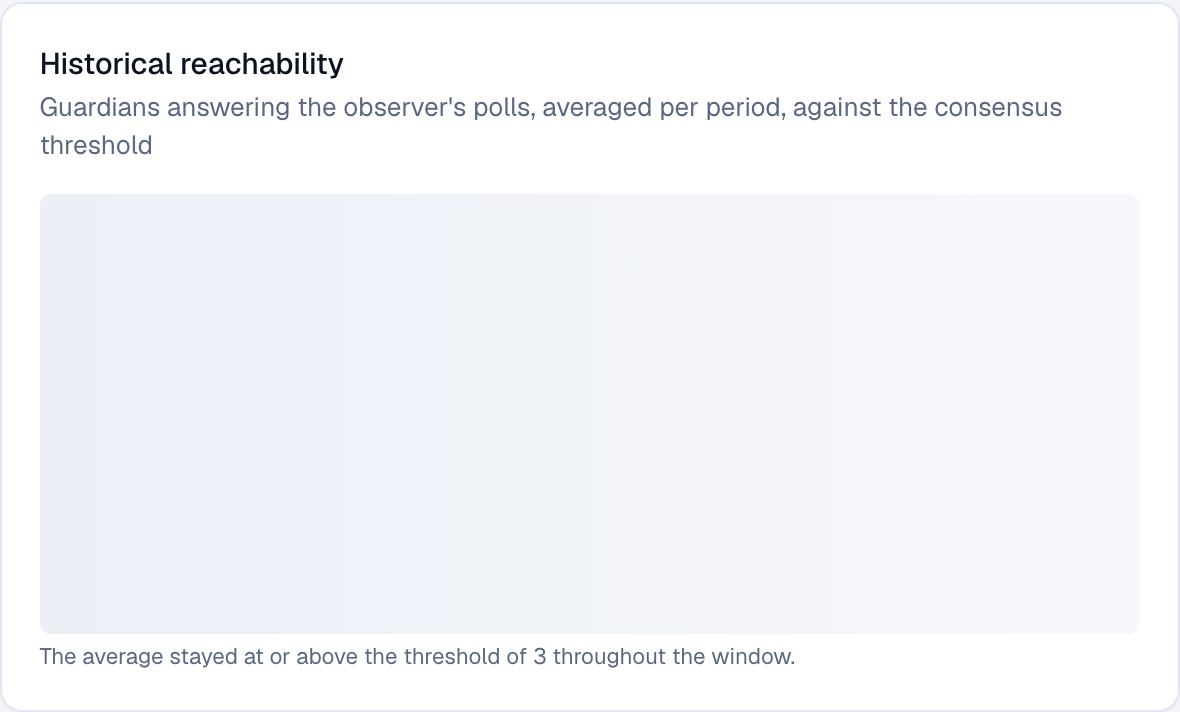 Historical reachability
Guardians answering the observer's polls, averaged per period, against the consensus
threshold
The average stayed at or above the threshold of 3 throughout the window.